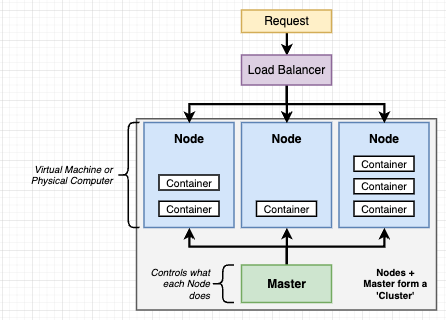 Request
Load Balancer
Node
Node
Node
Virtual Machine or
Physical Computer
Container
Container
Container
Container
Container
Container
Controls what
each Node
does
Master
Nodes +
Master form a
'Cluster'